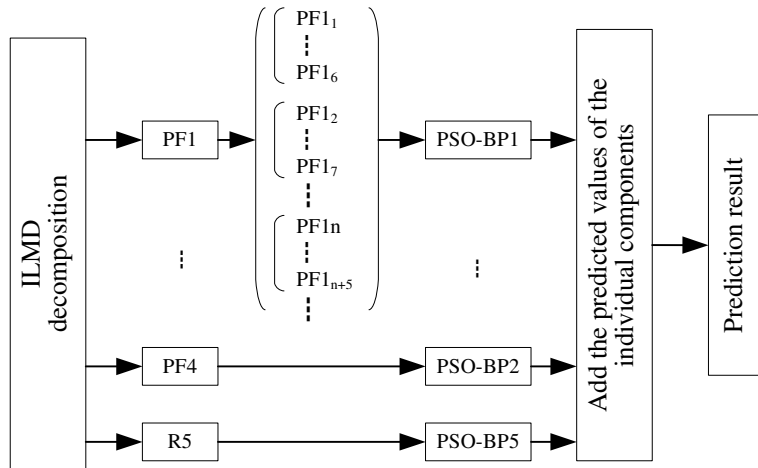 ILMD
decomposition
PF1
PF1₁
PF1₆
PF1₂
PF1₇
PF1n
PF1ₙ₊₅
PSO-BP1
PF4
PSO-BP2
R5
PSO-BP5
Add the predicted values of the
individual components
Prediction result